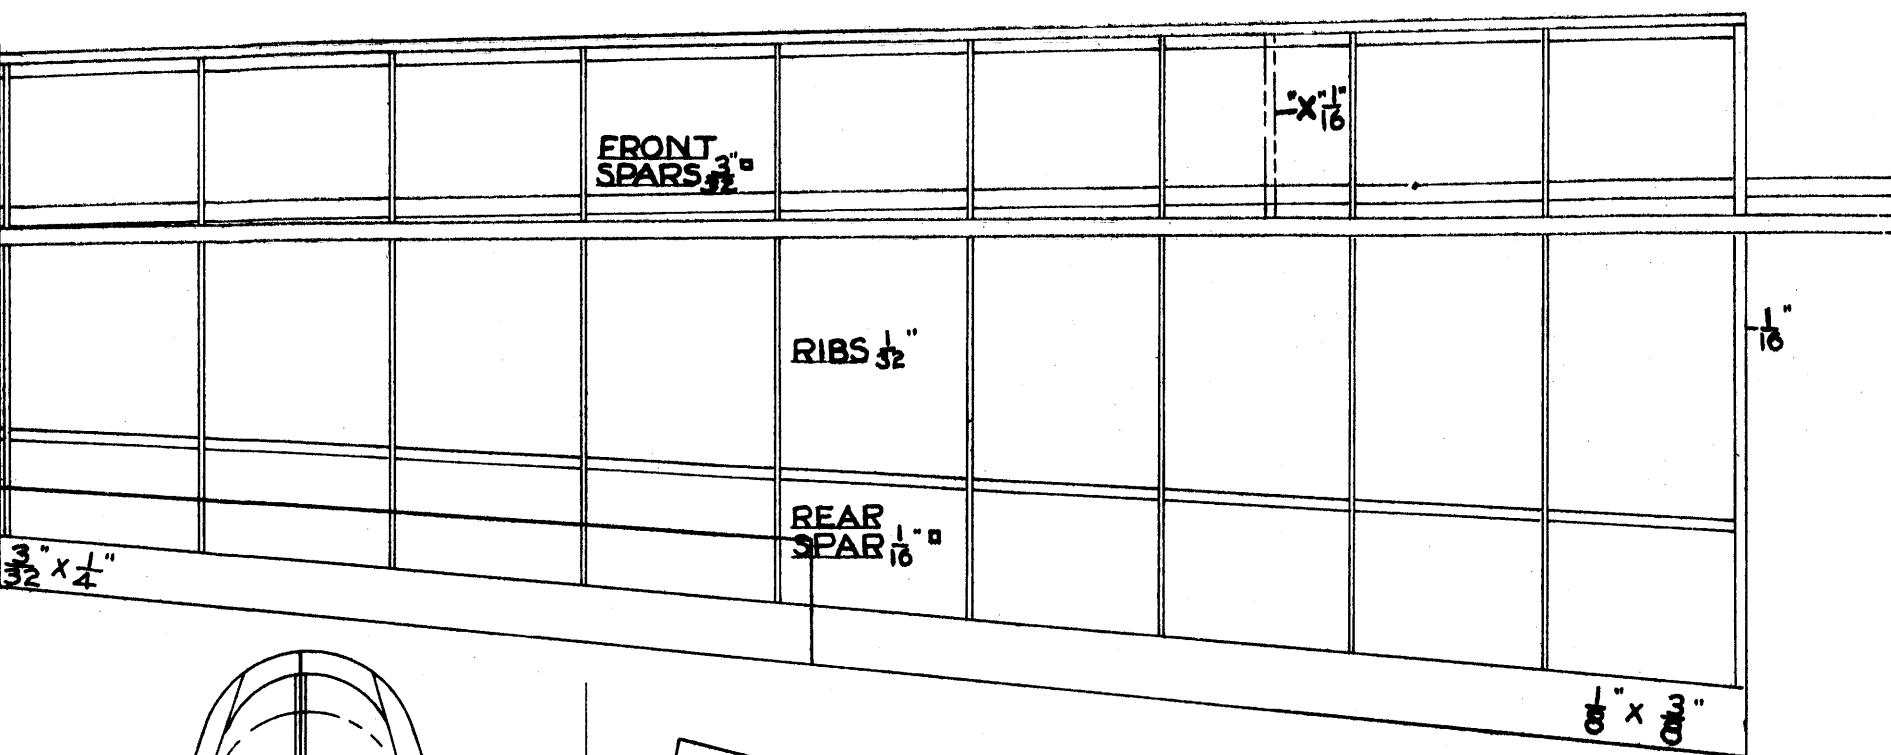 FRONT
SPARS 3/32" □
"X" 1/16"
RIBS 1/32"
1/16"
REAR
SPAR 1/16" □
3/32" X 1/4"
1/8" X 3/8"